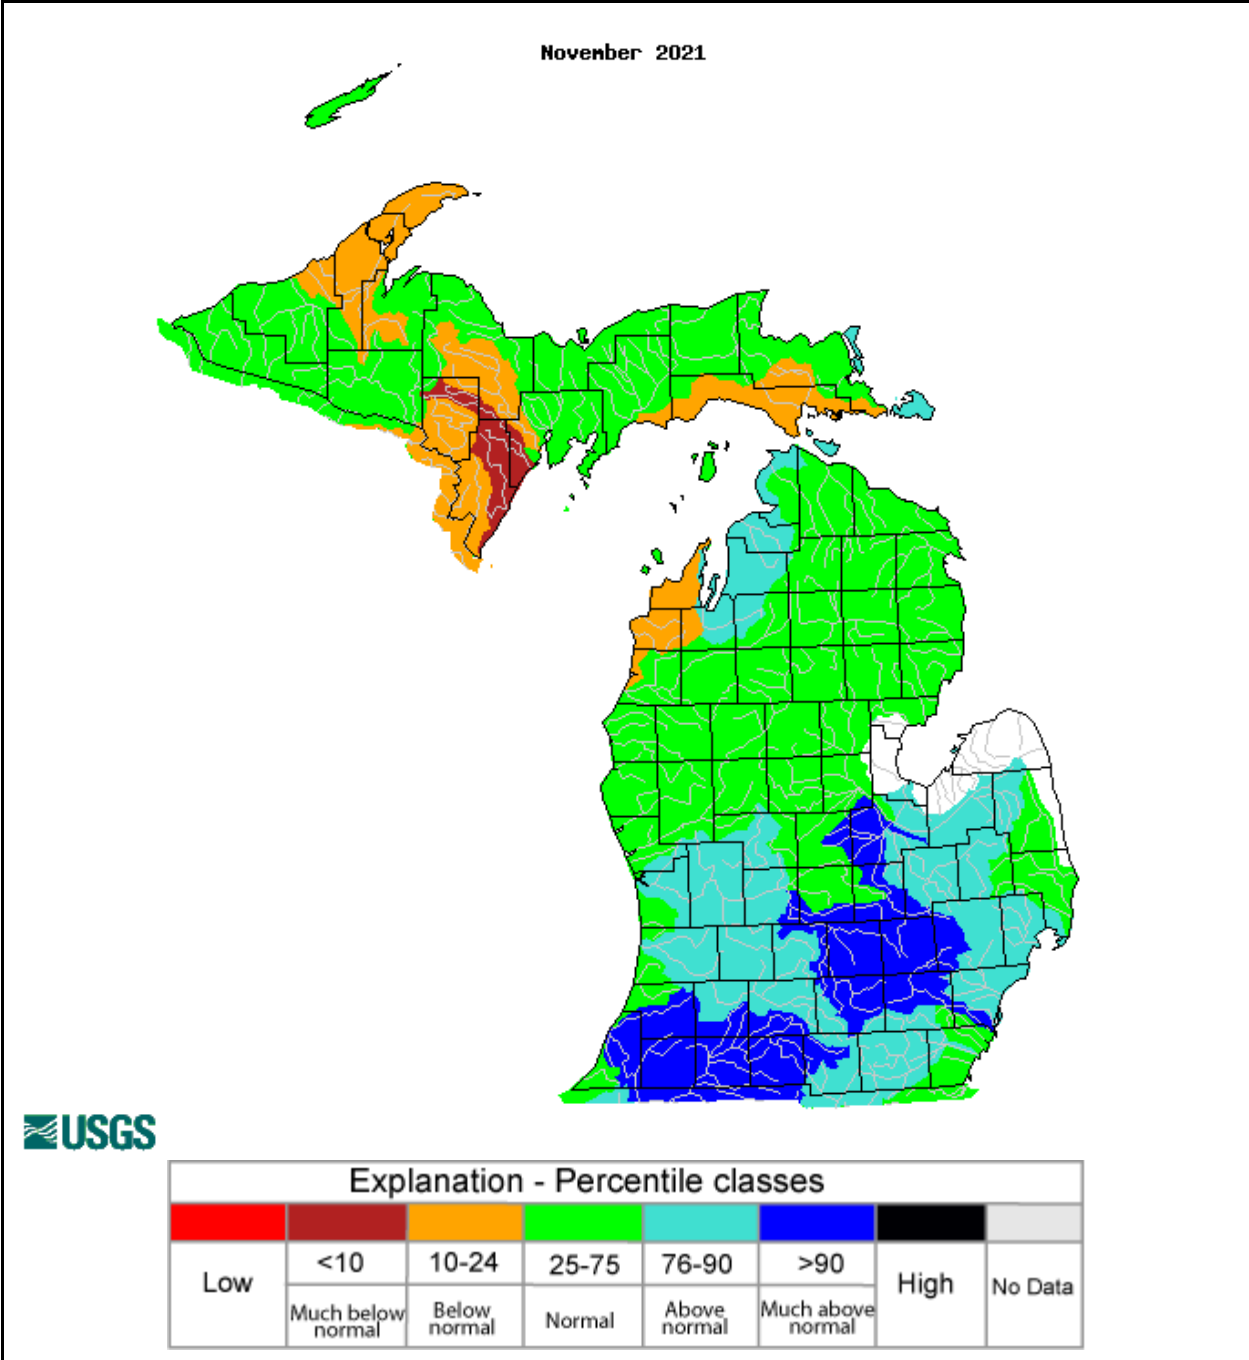 November 2021
USGS
Explanation - Percentile classes
Low
<10
10-24
25-75
76-90
>90
High
No Data
Much below
normal
Below
normal
Normal
Above
normal
Much above
normal